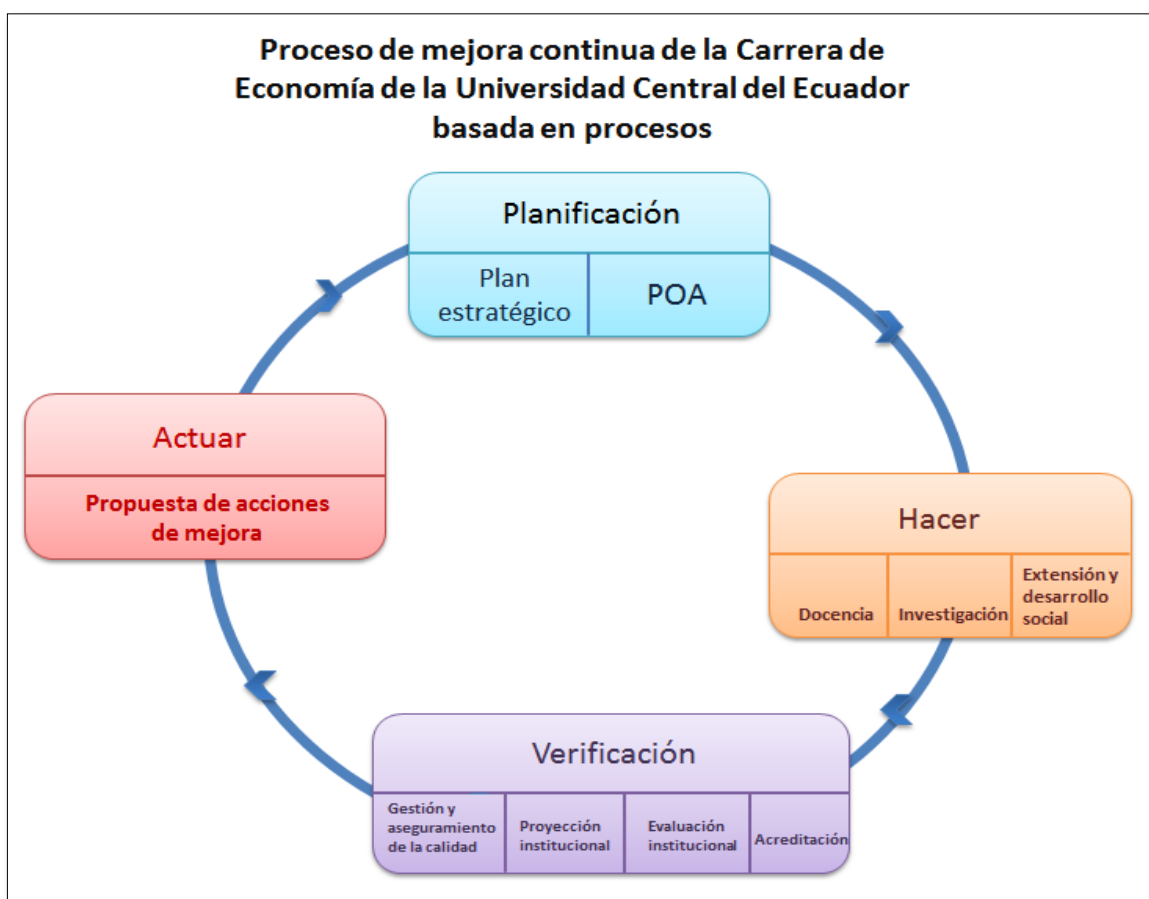 Proceso de mejora continua de la Carrera de
Economía de la Universidad Central del Ecuador
basada en procesos
Planificación
Plan
estratégico
POA
Actuar
Propuesta de acciones
de mejora
Hacer
Docencia
Investigación
Extensión y
desarrollo
social
Verificación
Gestión y
aseguramiento
de la calidad
Proyección
institucional
Evaluación
institucional
Acreditación